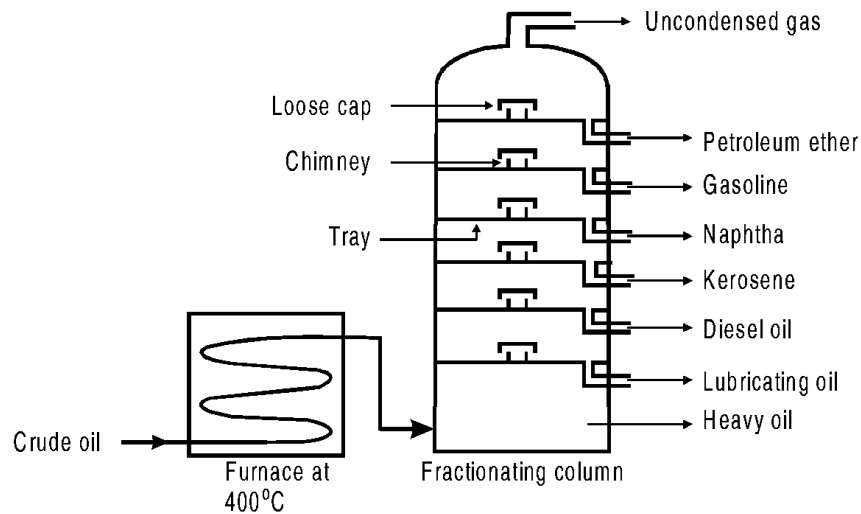 Uncondensed gas
Loose cap
Petroleum ether
Chimney
Gasoline
Tray
Naphtha
Kerosene
Diesel oil
Lubricating oil
Heavy oil
Crude oil
Furnace at
400⁰C
Fractionating column